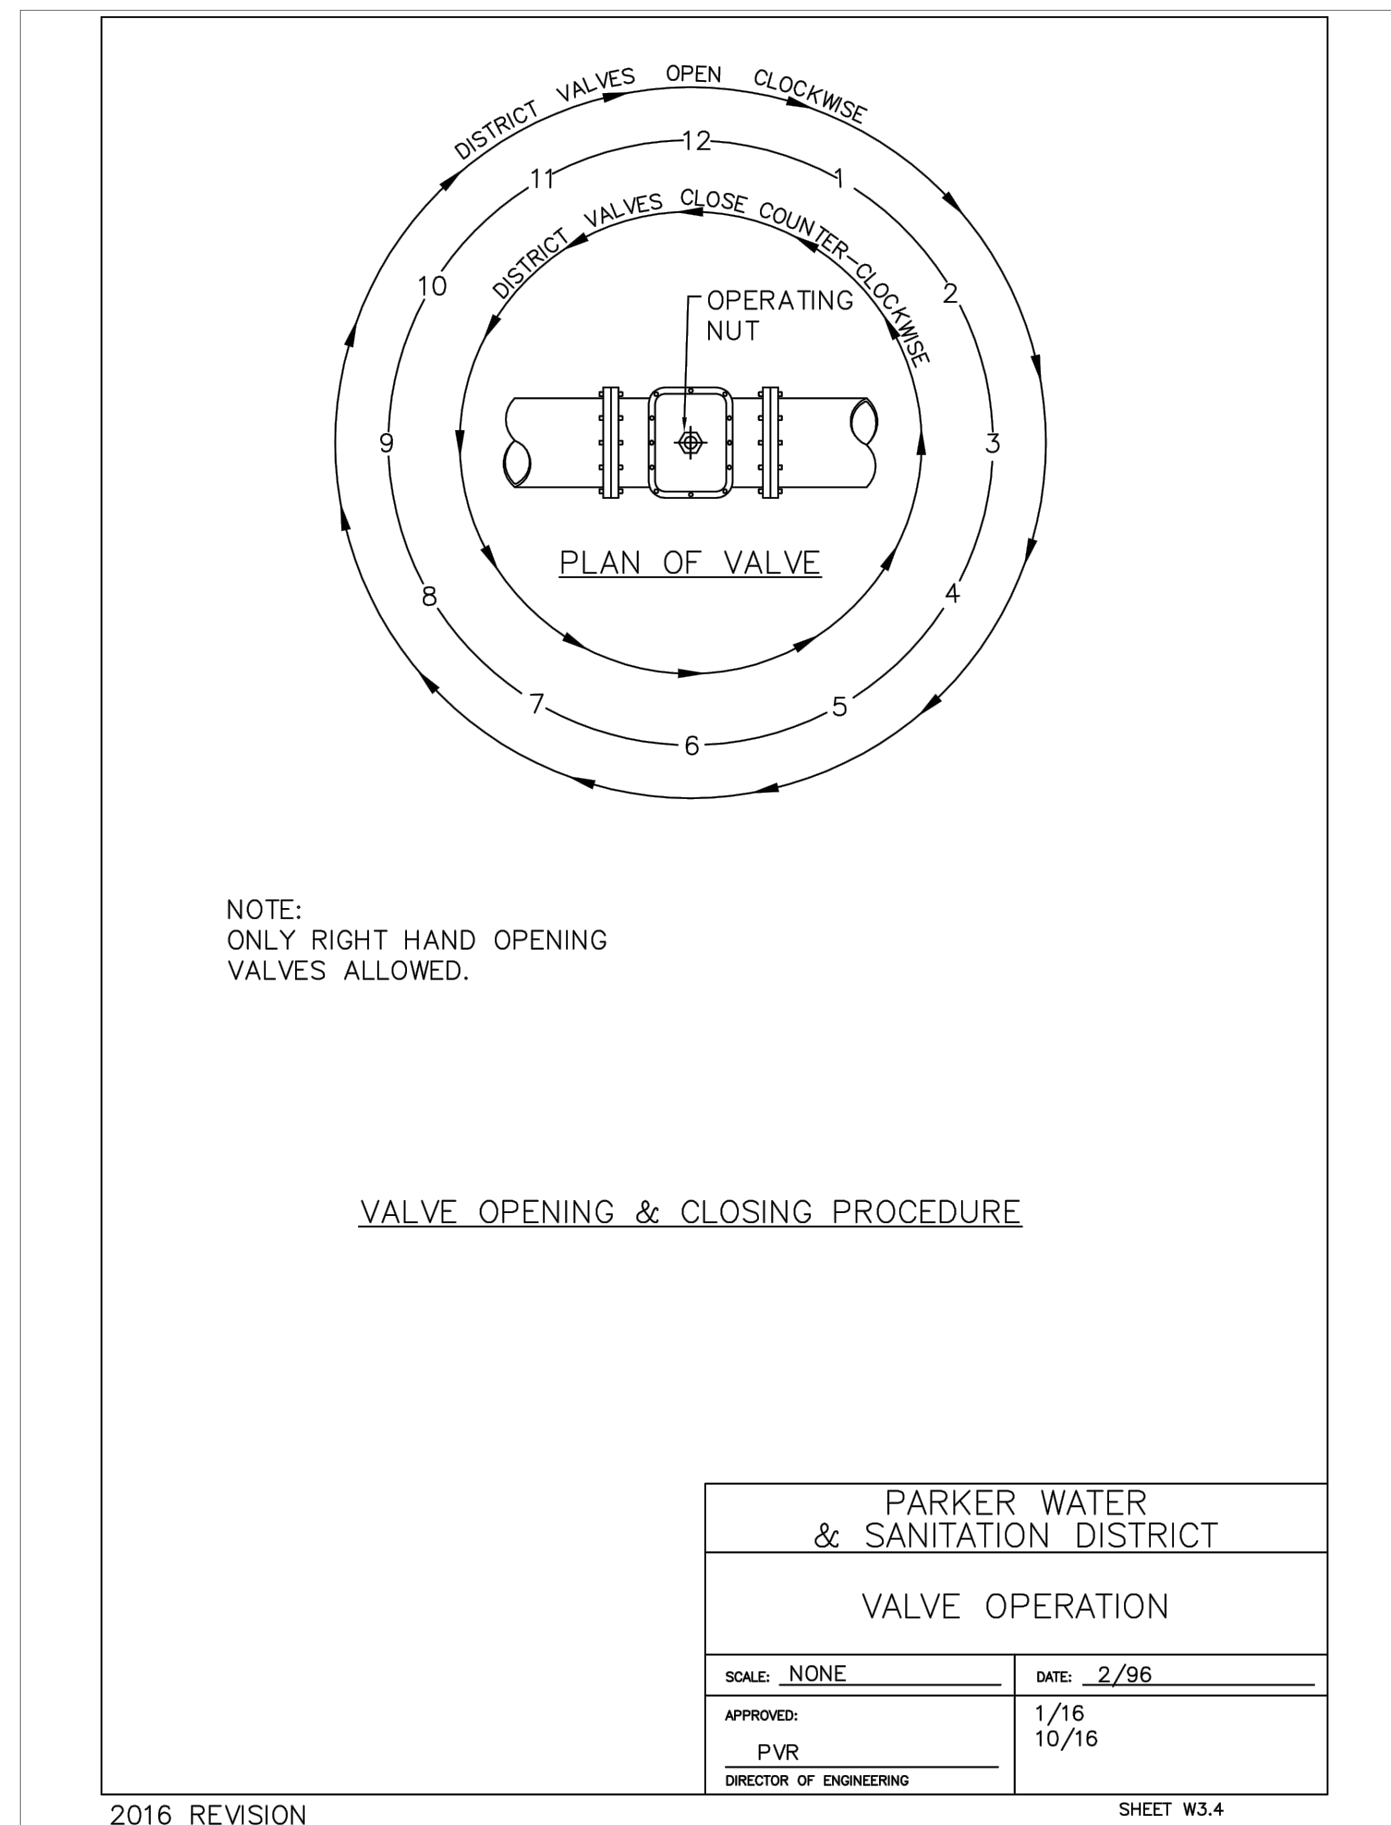 DISTRICT VALVES OPEN CLOCKWISE
12
1
2
3
4
5
6
7
8
9
10
11
DISTRICT VALVES CLOSE COUNTER-CLOCKWISE
OPERATING
NUT
PLAN OF VALVE
NOTE:
ONLY RIGHT HAND OPENING
VALVES ALLOWED.
VALVE OPENING & CLOSING PROCEDURE
PARKER WATER
& SANITATION DISTRICT
VALVE OPERATION
SCALE: NONE
DATE: 2/96
APPROVED:
PVR
DIRECTOR OF ENGINEERING
1/16
10/16
2016 REVISION
SHEET W3.4